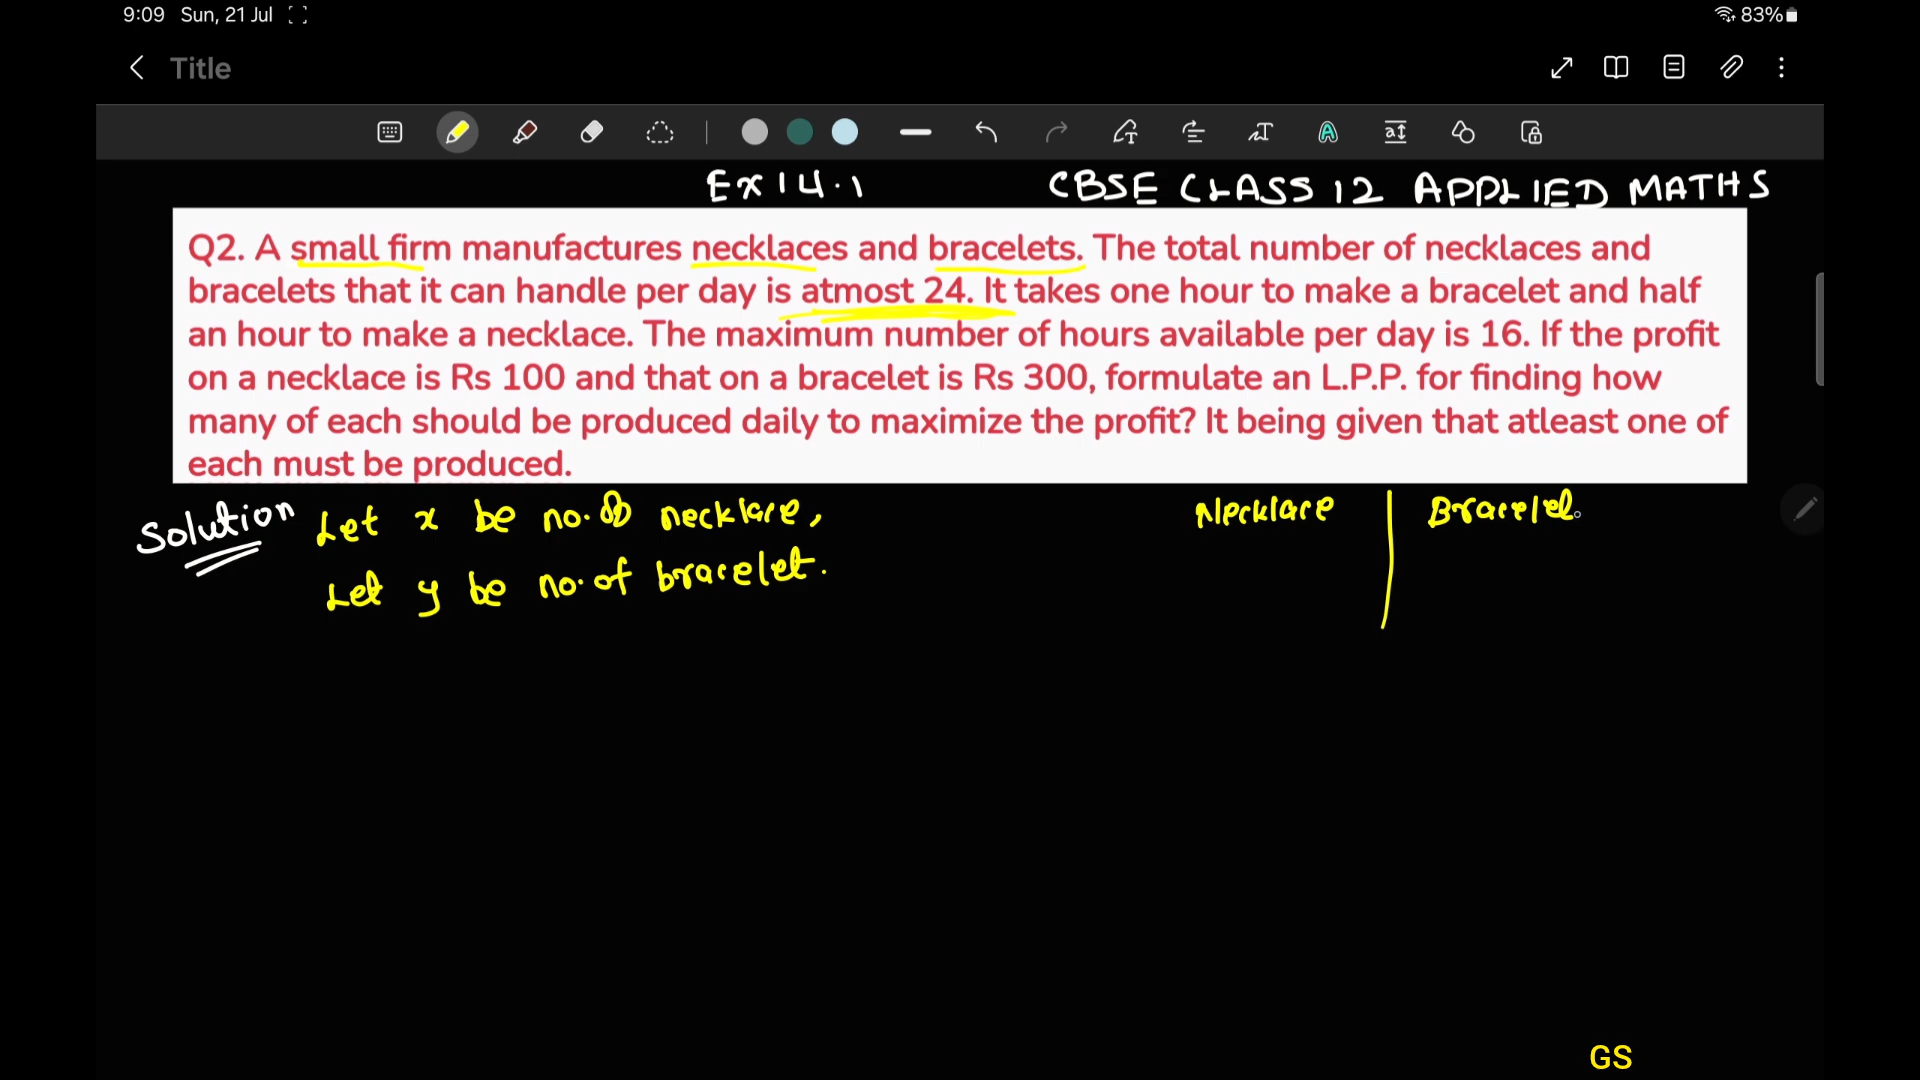 9:09 Sun, 21 Jul 83%
Title
Ex 14.1 CBSE CLASS 12 APPLIED MATHS
Q2. A small firm manufactures necklaces and bracelets. The total number of necklaces and
bracelets that it can handle per day is atmost 24. It takes one hour to make a bracelet and half
an hour to make a necklace. The maximum number of hours available per day is 16. If the profit
on a necklace is Rs 100 and that on a bracelet is Rs 300, formulate an L.P.P. for finding how
many of each should be produced daily to maximize the profit? It being given that atleast one of
each must be produced.
Solution Let x be no. of necklace, Necklace Bracelet
Let y be no. of bracelet.
GS